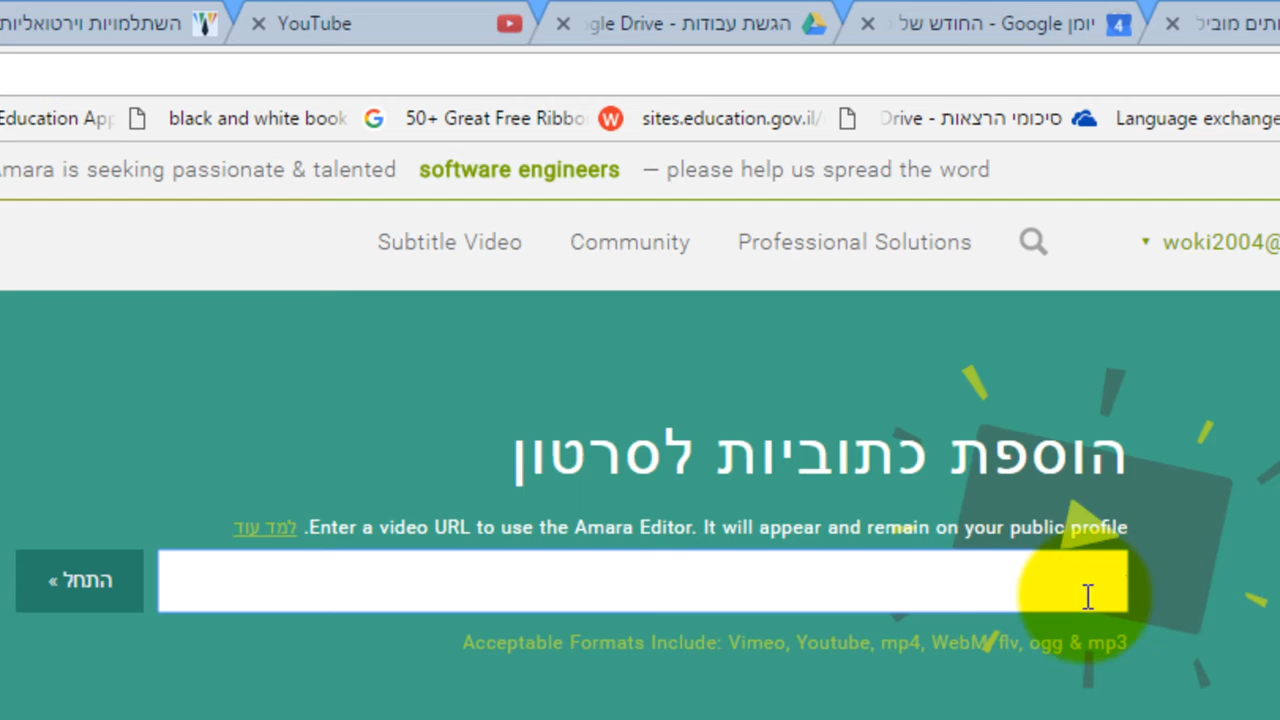 השתלמויות וירטואליות
YouTube
הגשת עבודות - Google Drive
יומן Google - החודש של
Education App
black and white book
50+ Great Free Ribbo
sites.education.gov.il/
סיכומי הרצאות - Drive
Language exchange
Amara is seeking passionate & talented software engineers — please help us spread the word
Subtitle Video
Community
Professional Solutions
woki2004@
הוספת כתוביות לסרטון
Enter a video URL to use the Amara Editor. It will appear and remain on your public profile. למד עוד
התחל »
Acceptable Formats Include: Vimeo, Youtube, mp4, WebM, flv, ogg & mp3